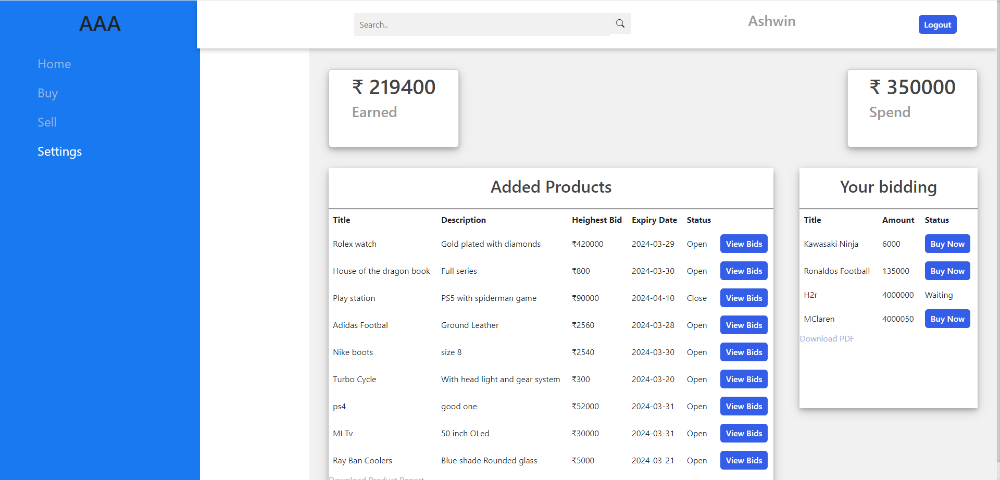 AAA
Search..
Ashwin
Logout
Home
Buy
Sell
Settings
₹ 219400
Earned
₹ 350000
Spend
Added Products
Title Description Heighest Bid Expiry Date Status
Rolex watch Gold plated with diamonds ₹420000 2024-03-29 Open View Bids
House of the dragon book Full series ₹800 2024-03-30 Open View Bids
Play station PS5 with spiderman game ₹90000 2024-04-10 Close View Bids
Adidas Footbal Ground Leather ₹2560 2024-03-28 Open View Bids
Nike boots size 8 ₹2540 2024-03-30 Open View Bids
Turbo Cycle With head light and gear system ₹300 2024-03-20 Open View Bids
ps4 good one ₹52000 2024-03-31 Open View Bids
MI Tv 50 inch OLed ₹30000 2024-03-31 Open View Bids
Ray Ban Coolers Blue shade Rounded glass ₹5000 2024-03-21 Open View Bids
Download Product Report
Your bidding
Title Amount Status
Kawasaki Ninja 6000 Buy Now
Ronaldos Football 135000 Buy Now
H2r 4000000 Waiting
MClaren 4000050 Buy Now
Download PDF